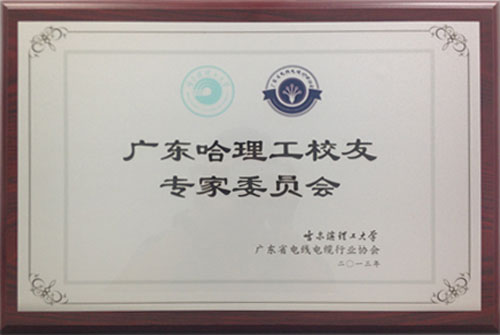 广东哈理工校友
专家委员会
哈尔滨理工大学
广东省电线电缆行业协会
二〇一三年